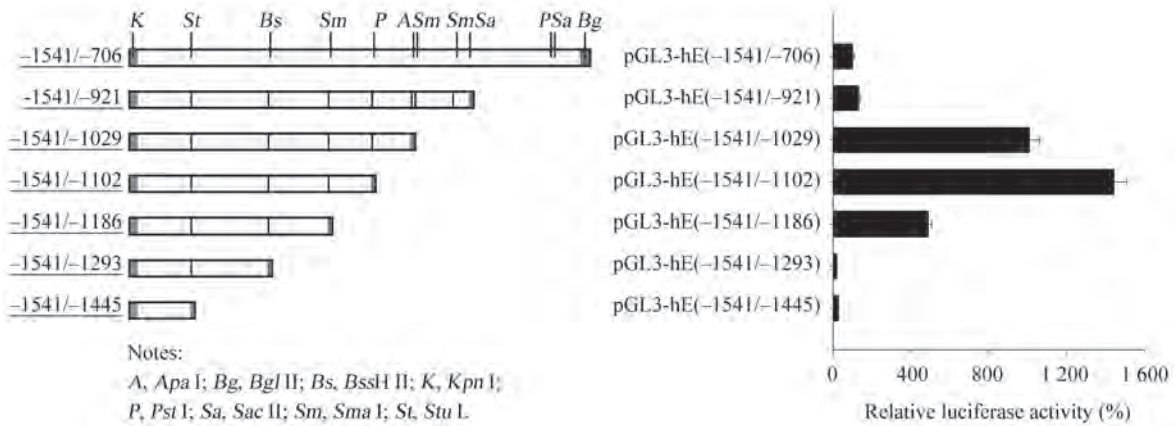 K St Bs Sm P ASm SmSa PSa Bg
–1541/–706
-1541/–921
–1541/–1029
–1541/–1102
–1541/–1186
–1541/–1293
–1541/–1445
Notes:
A, Apa I; Bg, Bgl II; Bs, BssH II; K, Kpn I;
P, Pst I; Sa, Sac II; Sm, Sma I; St, Stu I.
pGL3-hE(–1541/–706)
pGL3-hE(–1541/–921)
pGL3-hE(–1541/–1029)
pGL3-hE(–1541/–1102)
pGL3-hE(–1541/–1186)
pGL3-hE(–1541/–1293)
pGL3-hE(–1541/–1445)
0 400 800 1 200 1 600
Relative luciferase activity (%)